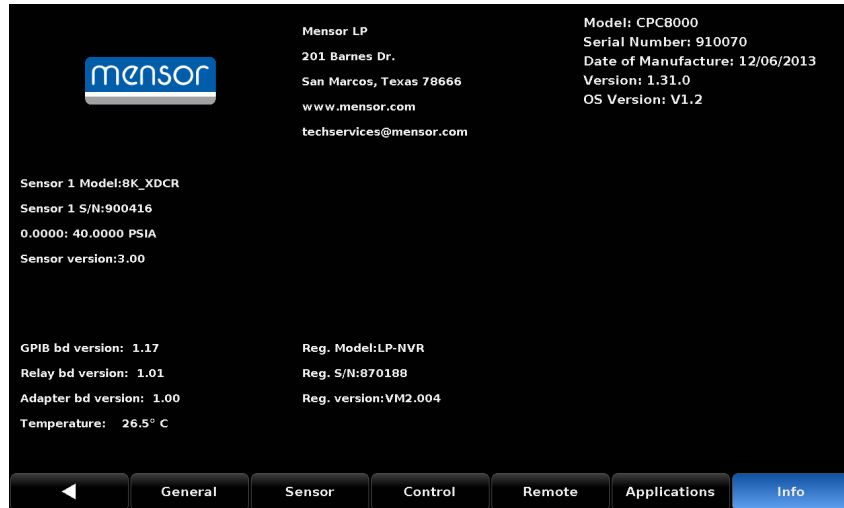 mensor
Mensor LP
201 Barnes Dr.
San Marcos, Texas 78666
www.mensor.com
techservices@mensor.com
Model: CPC8000
Serial Number: 910070
Date of Manufacture: 12/06/2013
Version: 1.31.0
OS Version: V1.2
Sensor 1 Model:8K_XDCR
Sensor 1 S/N:900416
0.0000: 40.0000 PSIA
Sensor version:3.00
GPIB bd version: 1.17
Relay bd version: 1.01
Adapter bd version: 1.00
Temperature: 26.5° C
Reg. Model:LP-NVR
Reg. S/N:870188
Reg. version:VM2.004
General
Sensor
Control
Remote
Applications
Info